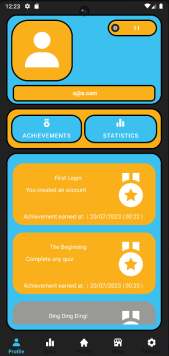 12:23
11
a@a.com
ACHIEVEMENTS
STATISTICS
First Login
You created an account!
Achievement earned at: | 20/07/2023 | 00:22 |
The Beginning
Complete any quiz
Achievement earned at: | 20/07/2023 | 00:23 |
Ding Ding Ding!
Profile